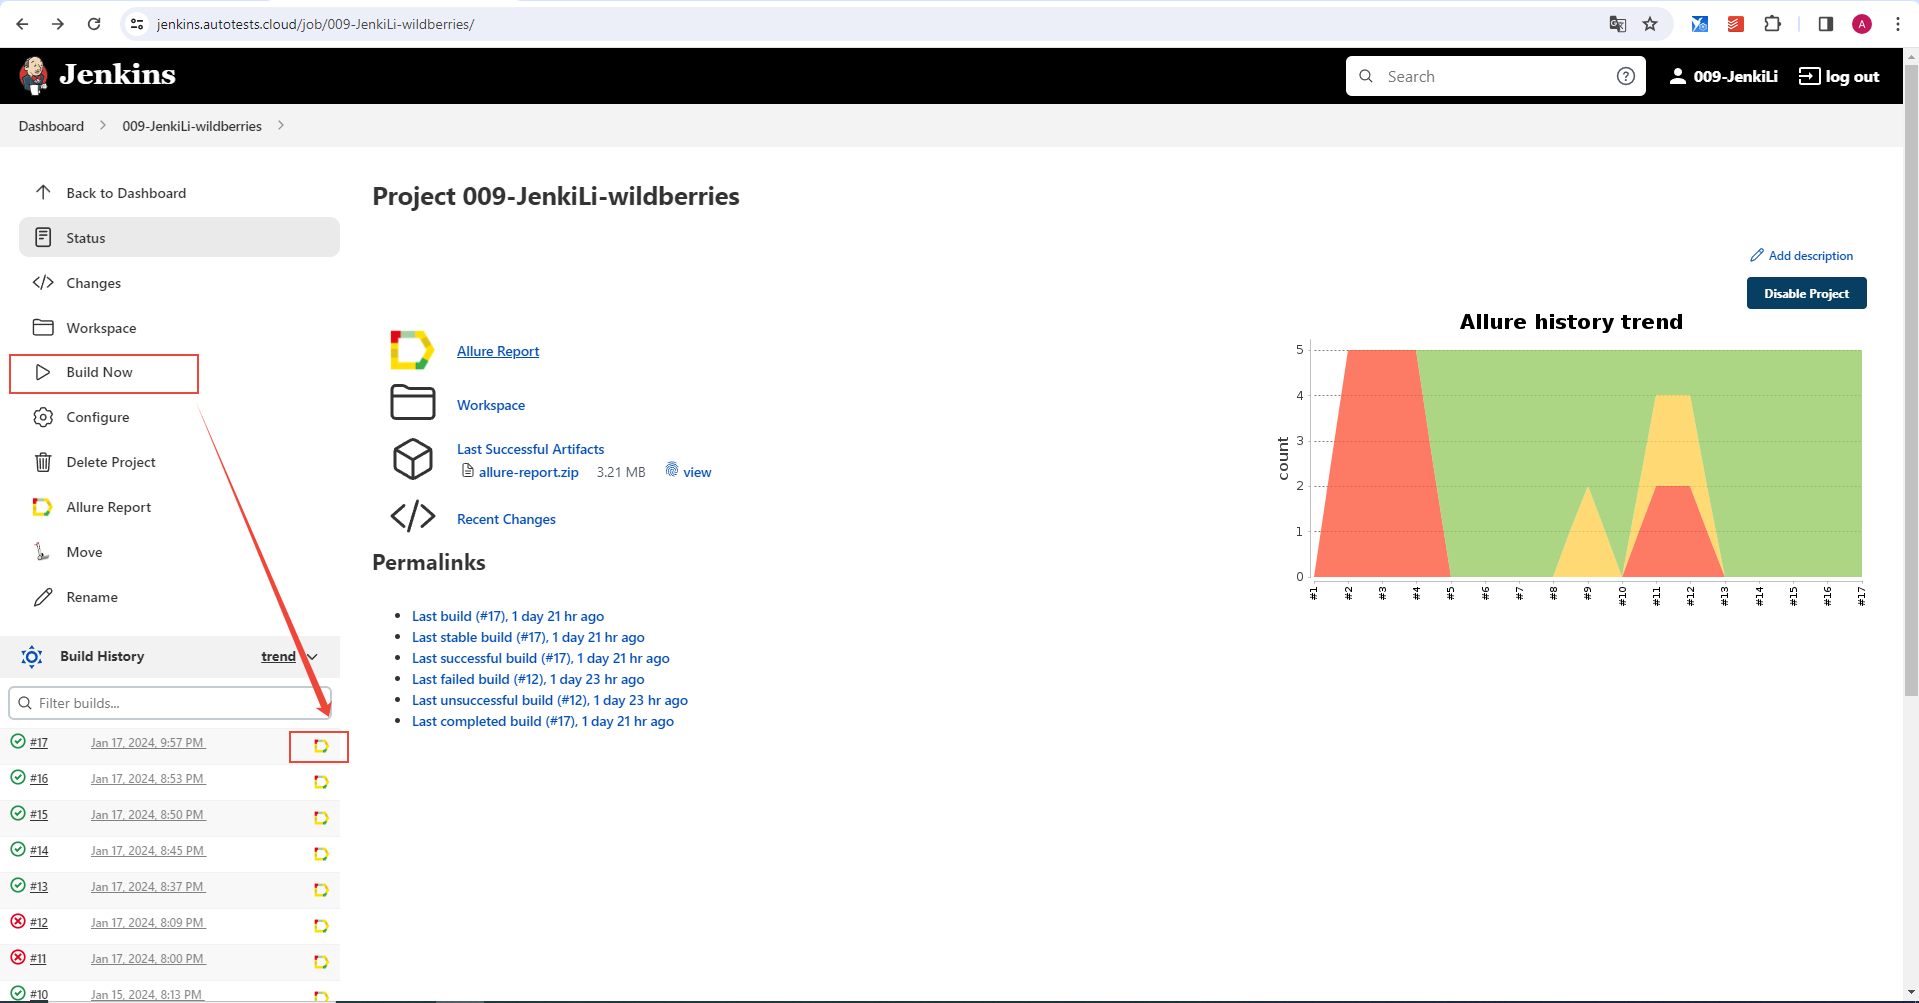 jenkins.autotests.cloud/job/009-JenkiLi-wildberries/
A
Jenkins
Search
?
009-JenkiLi
log out
Dashboard
009-JenkiLi-wildberries
Back to Dashboard
Status
Changes
Workspace
Build Now
Configure
Delete Project
Allure Report
Move
Rename
Build History
trend
Filter builds...
#17 Jan 17, 2024, 9:57 PM
#16 Jan 17, 2024, 8:53 PM
#15 Jan 17, 2024, 8:50 PM
#14 Jan 17, 2024, 8:45 PM
#13 Jan 17, 2024, 8:37 PM
#12 Jan 17, 2024, 8:09 PM
#11 Jan 17, 2024, 8:00 PM
#10 Jan 15, 2024, 8:13 PM
Project 009-JenkiLi-wildberries
Add description
Disable Project
Allure Report
Workspace
Last Successful Artifacts
allure-report.zip 3.21 MB view
Recent Changes
Permalinks
Last build (#17), 1 day 21 hr ago
Last stable build (#17), 1 day 21 hr ago
Last successful build (#17), 1 day 21 hr ago
Last failed build (#12), 1 day 23 hr ago
Last unsuccessful build (#12), 1 day 23 hr ago
Last completed build (#17), 1 day 21 hr ago
Allure history trend
count
5
4
3
2
1
0
#1 #2 #3 #4 #5 #6 #7 #8 #9 #10 #11 #12 #13 #14 #15 #16 #17